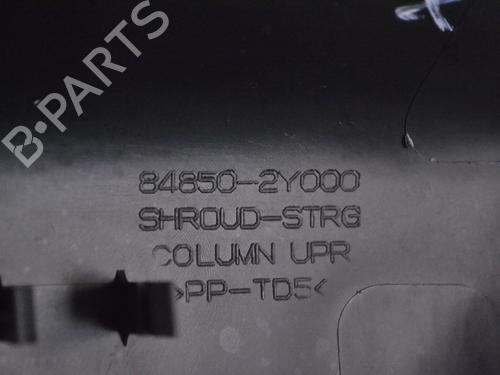 B-PARTS
84850-2Y000
SHROUD-STRG
COLUMN UPR
>PP-TD5<